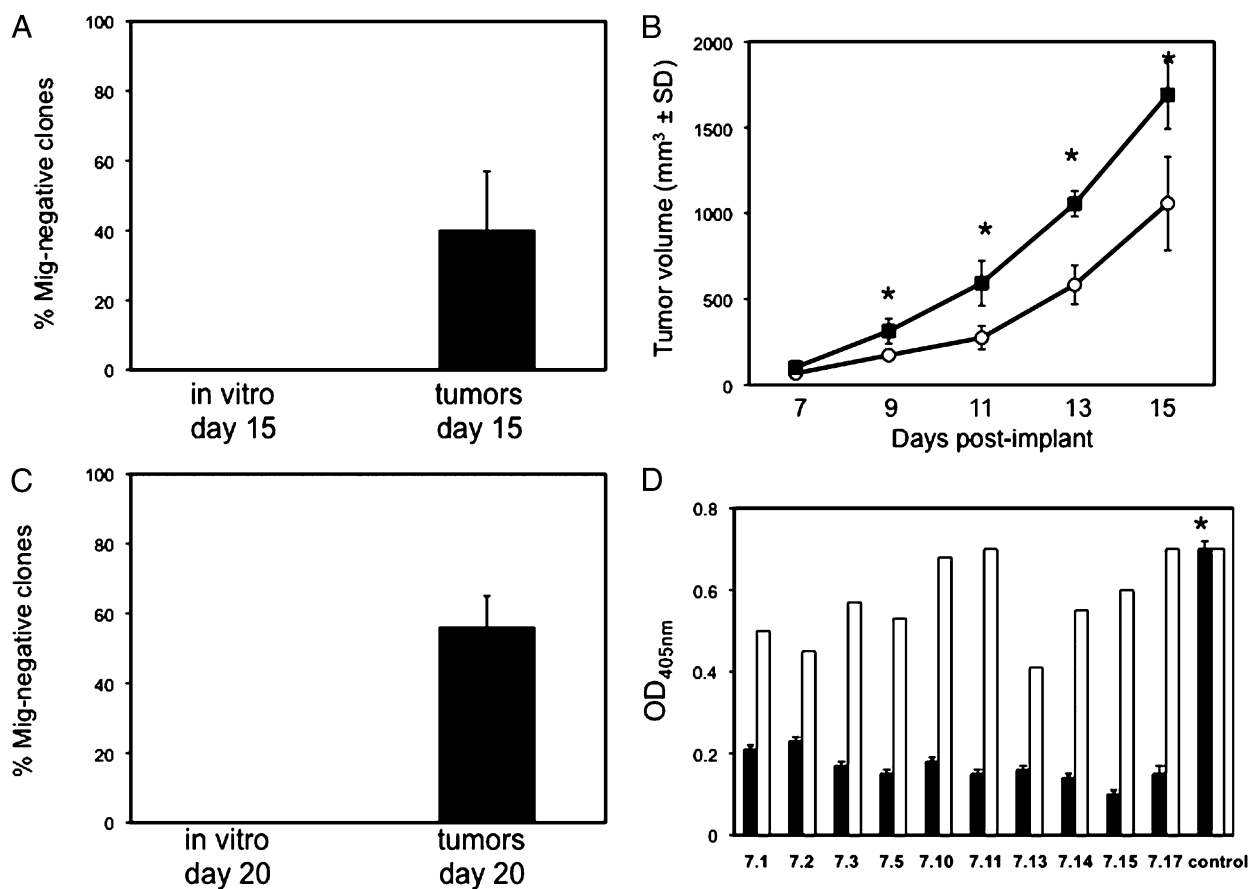 A
% Mig-negative clones
100
80
60
40
20
0
in vitro
day 15
tumors
day 15
B
Tumor volume (mm³ ± SD)
2000
1500
1000
500
0
*
*
*
*
*
7
9
11
13
15
Days post-implant
C
% Mig-negative clones
100
80
60
40
20
0
in vitro
day 20
tumors
day 20
D
OD405nm
0.8
0.6
0.4
0.2
0
*
7.1 7.2 7.3 7.5 7.10 7.11 7.13 7.14 7.15 7.17 control